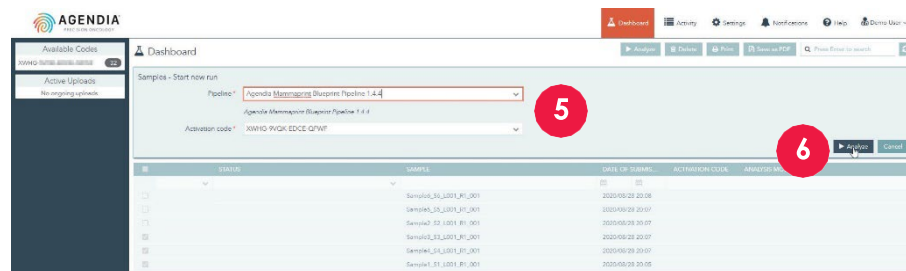 AGENDIA
PRECISION ONCOLOGY
Dashboard
Activity
Settings
Notifications
Help
Demo User
Available Codes
32
Active Uploads
No ongoing uploads
Dashboard
Analyze
Delete
Print
Save as PDF
Press Enter to search
Samples - Start new run
Pipeline *
Agendia Mammaprint Blueprint Pipeline 1.4.4
Agendia Mammaprint Blueprint Pipeline 1.4.4
Activation code *
XWHG-9VQK-EDCE-QFWF
5
6
Analyze
Cancel
STATUS
SAMPLE
DATE OF SUBMIS...
ACTIVATION CODE
Sample6_S6_L001_R1_001 2020/08/28 20:08
Sample5_S5_L001_R1_001 2020/08/28 20:07
Sample2_S2_L001_R1_001 2020/08/28 20:07
Sample3_S3_L001_R1_001 2020/08/28 20:07
Sample4_S4_L001_R1_001 2020/08/28 20:07
Sample1_S1_L001_R1_001 2020/08/28 20:05